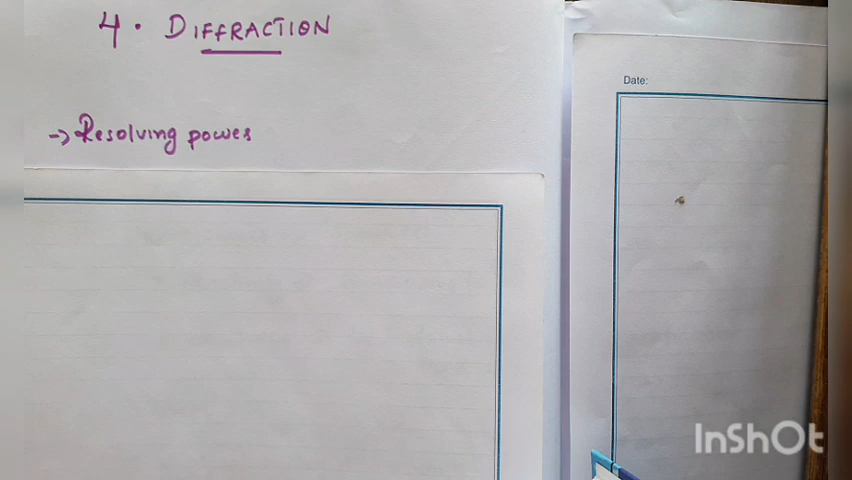 4. DIFFRACTION
Date:
→ Resolving power
InShOt